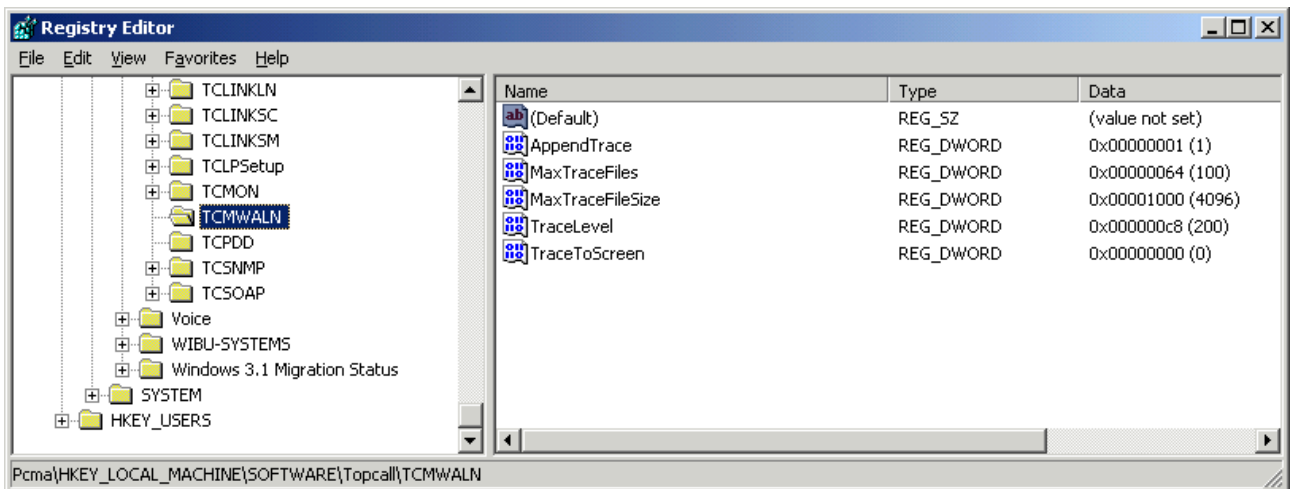 Registry Editor
File Edit View Favorites Help
TCLINKLN
TCLINKSC
TCLINKSM
TCLPSetup
TCMON
TCMWALN
TCPDD
TCSNMP
TCSOAP
Voice
WIBU-SYSTEMS
Windows 3.1 Migration Status
SYSTEM
HKEY_USERS
Name Type Data
ab (Default) REG_SZ (value not set)
AppendTrace REG_DWORD 0x00000001 (1)
MaxTraceFiles REG_DWORD 0x00000064 (100)
MaxTraceFileSize REG_DWORD 0x00001000 (4096)
TraceLevel REG_DWORD 0x000000c8 (200)
TraceToScreen REG_DWORD 0x00000000 (0)
Pcma\HKEY_LOCAL_MACHINE\SOFTWARE\Topcall\TCMWALN